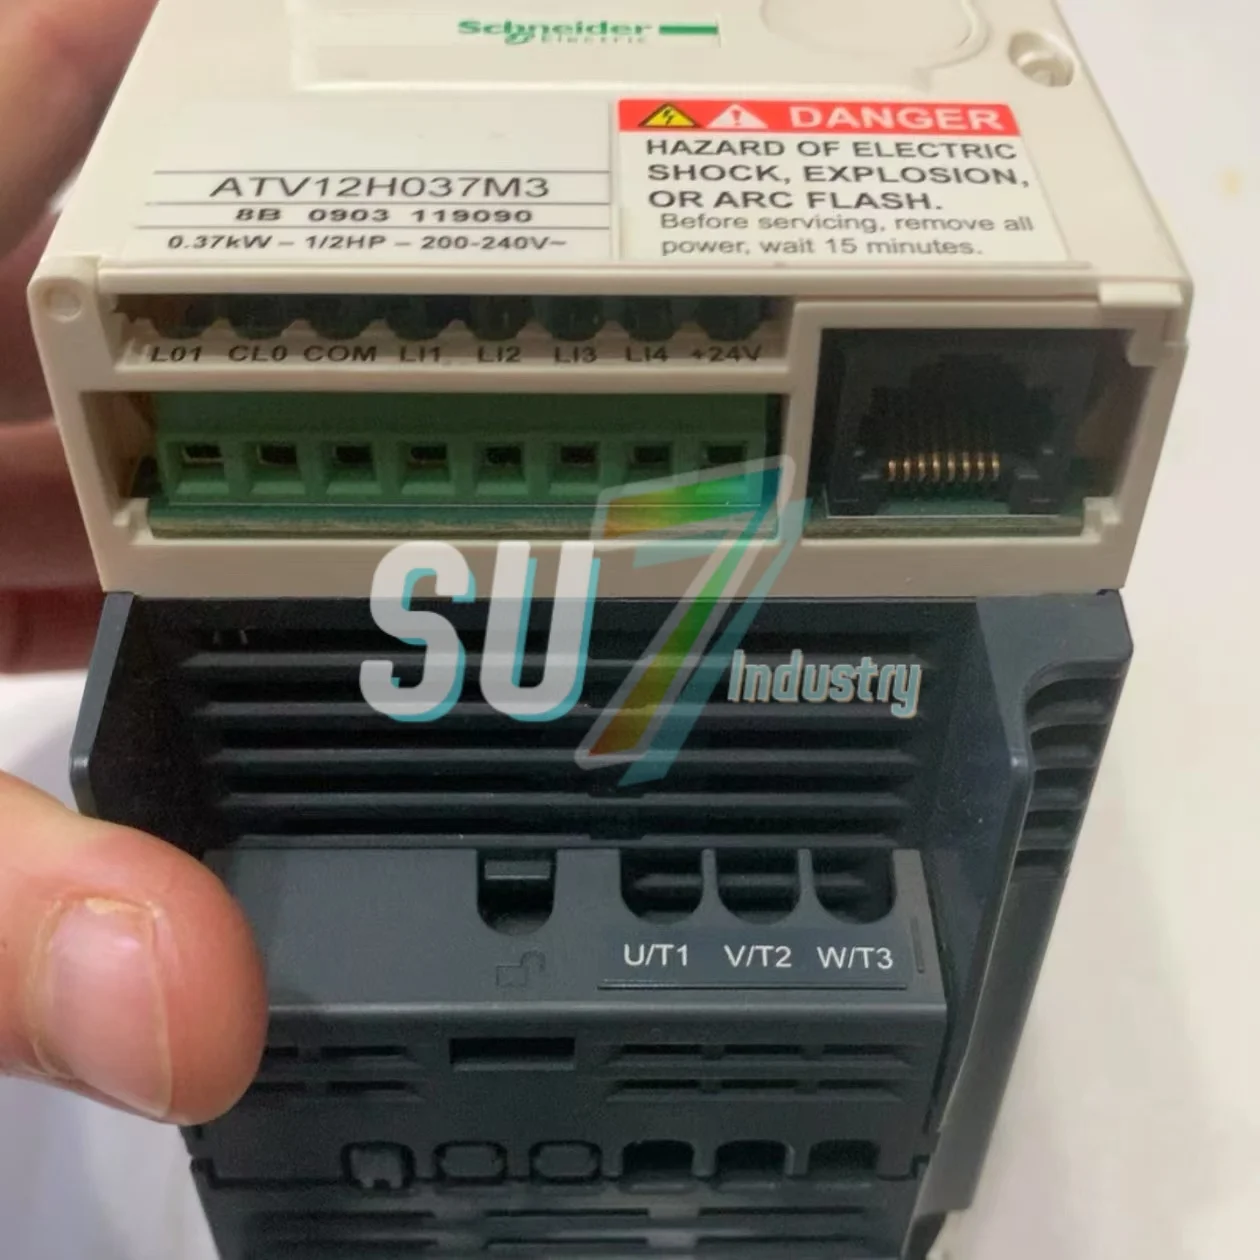 Schneider
Electric
DANGER
HAZARD OF ELECTRIC
SHOCK, EXPLOSION,
OR ARC FLASH.
Before servicing, remove all
power, wait 15 minutes.
ATV12H037M3
8B 0903 119090
0.37kW - 1/2HP - 200-240V~
L01 CL0 COM LI1 LI2 LI3 LI4 +24V
SU7 Industry
U/T1 V/T2 W/T3